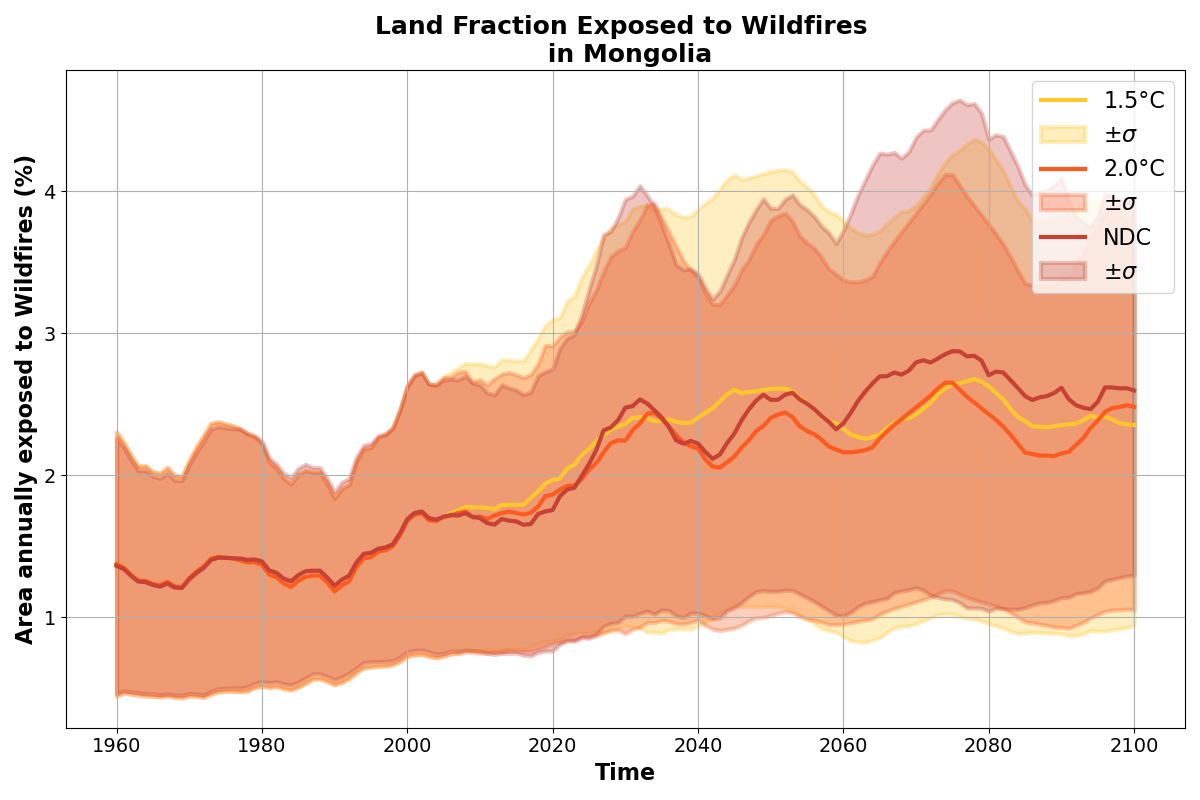 Land Fraction Exposed to Wildfires
in Mongolia
Area annually exposed to Wildfires (%)
4
3
2
1
1960
1980
2000
2020
2040
2060
2080
2100
Time
1.5°C
±σ
2.0°C
±σ
NDC
±σ